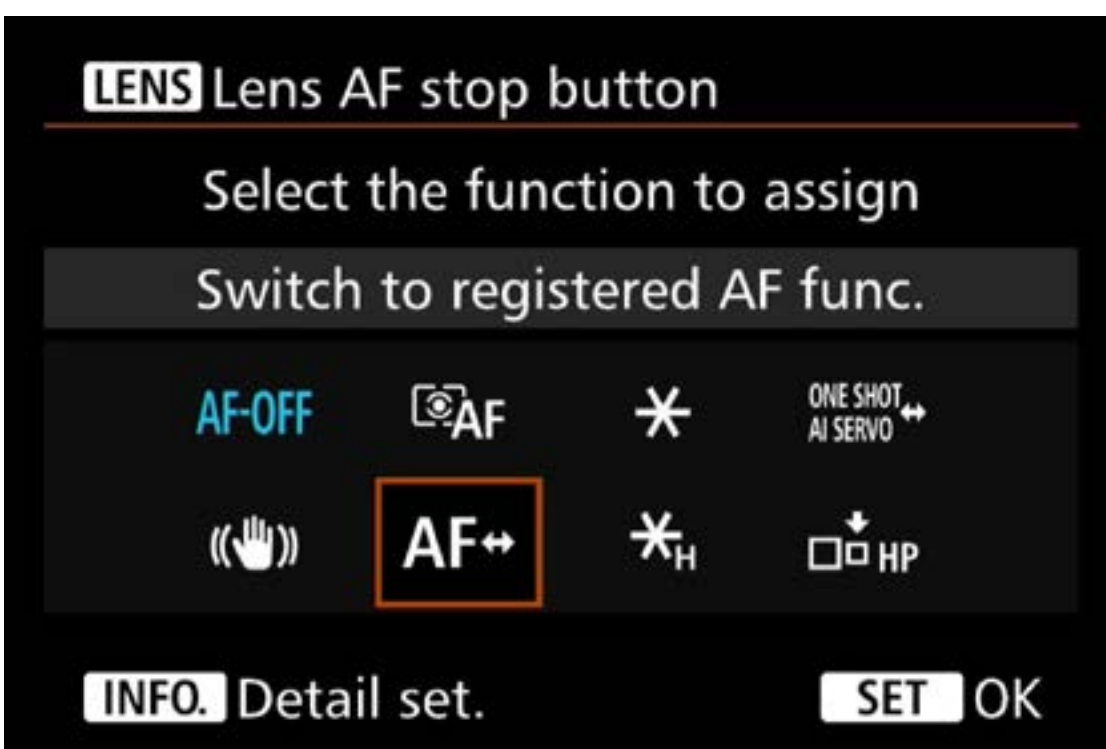 LENS Lens AF stop button
Select the function to assign
Switch to registered AF func.
AF-OFF AF * ONE SHOT AI SERVO ↔
AF↔ *H HP
INFO. Detail set. SET OK